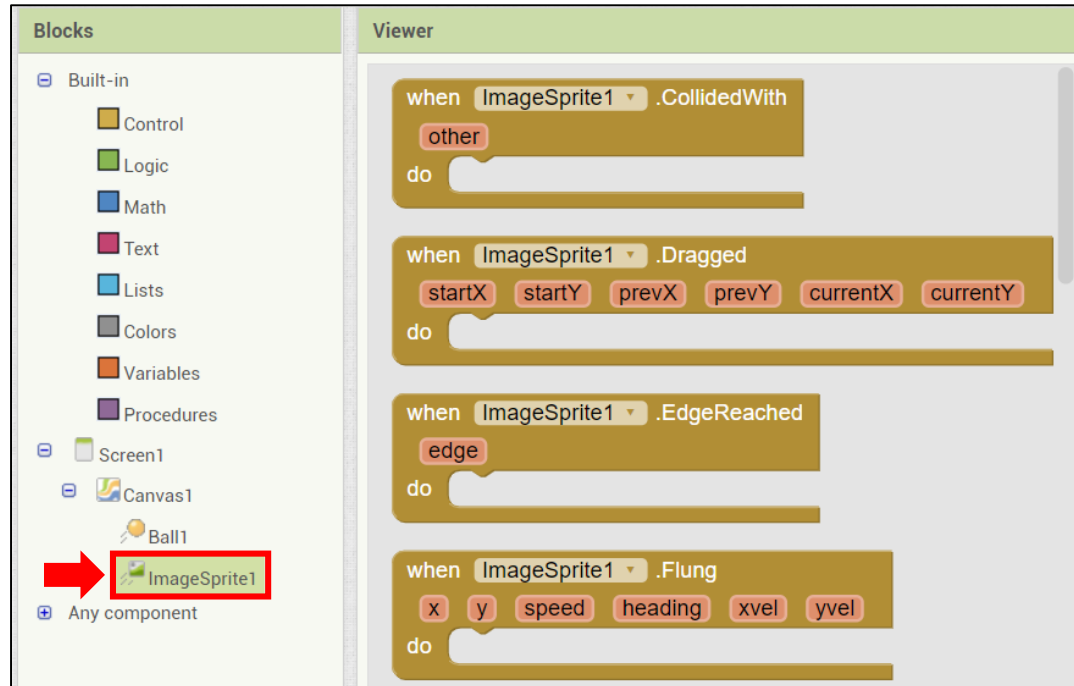 Blocks
Built-in
Control
Logic
Math
Text
Lists
Colors
Variables
Procedures
Screen1
Canvas1
Ball1
ImageSprite1
Any component
Viewer
when ImageSprite1 .CollidedWith
other
do
when ImageSprite1 .Dragged
startX startY prevX prevY currentX currentY
do
when ImageSprite1 .EdgeReached
edge
do
when ImageSprite1 .Flung
x y speed heading xvel yvel
do